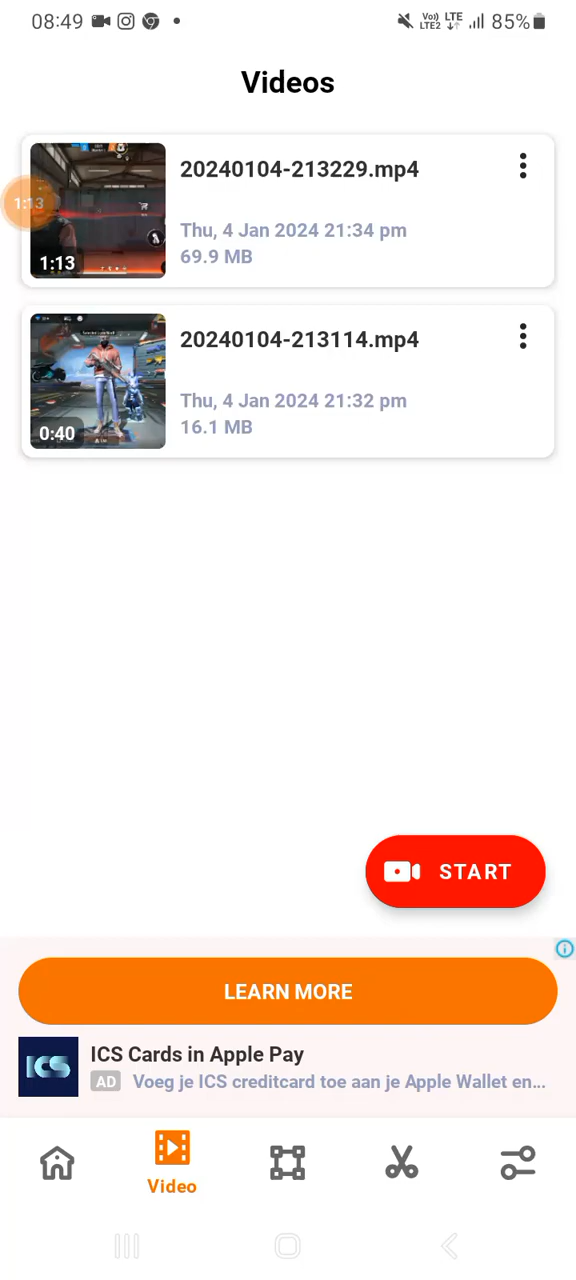 08:49
Vo)) LTE
LTE2
85%
Videos
20240104-213229.mp4
1:13
Thu, 4 Jan 2024 21:34 pm
1:13
69.9 MB
20240104-213114.mp4
Thu, 4 Jan 2024 21:32 pm
0:40
16.1 MB
START
LEARN MORE
ICS
ICS Cards in Apple Pay
AD Voeg je ICS creditcard toe aan je Apple Wallet en...
Video